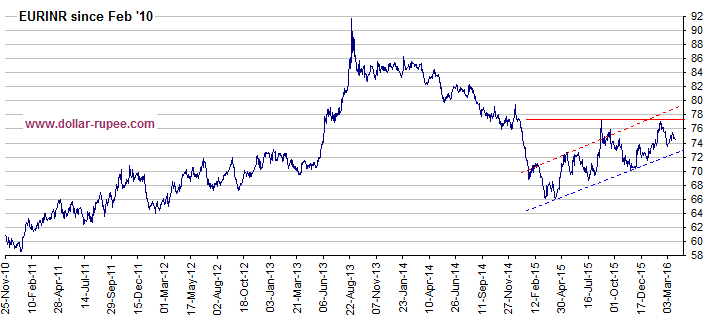 EURINR since Feb '10
www.dollar-rupee.com
92
90
88
86
84
82
80
78
76
74
72
70
68
66
64
62
60
58
25-Nov-10
10-Feb-11
28-Apr-11
14-Jul-11
29-Sep-11
15-Dec-11
01-Mar-12
17-May-12
02-Aug-12
18-Oct-12
03-Jan-13
21-Mar-13
06-Jun-13
22-Aug-13
07-Nov-13
23-Jan-14
10-Apr-14
26-Jun-14
11-Sep-14
27-Nov-14
12-Feb-15
30-Apr-15
16-Jul-15
01-Oct-15
17-Dec-15
03-Mar-16